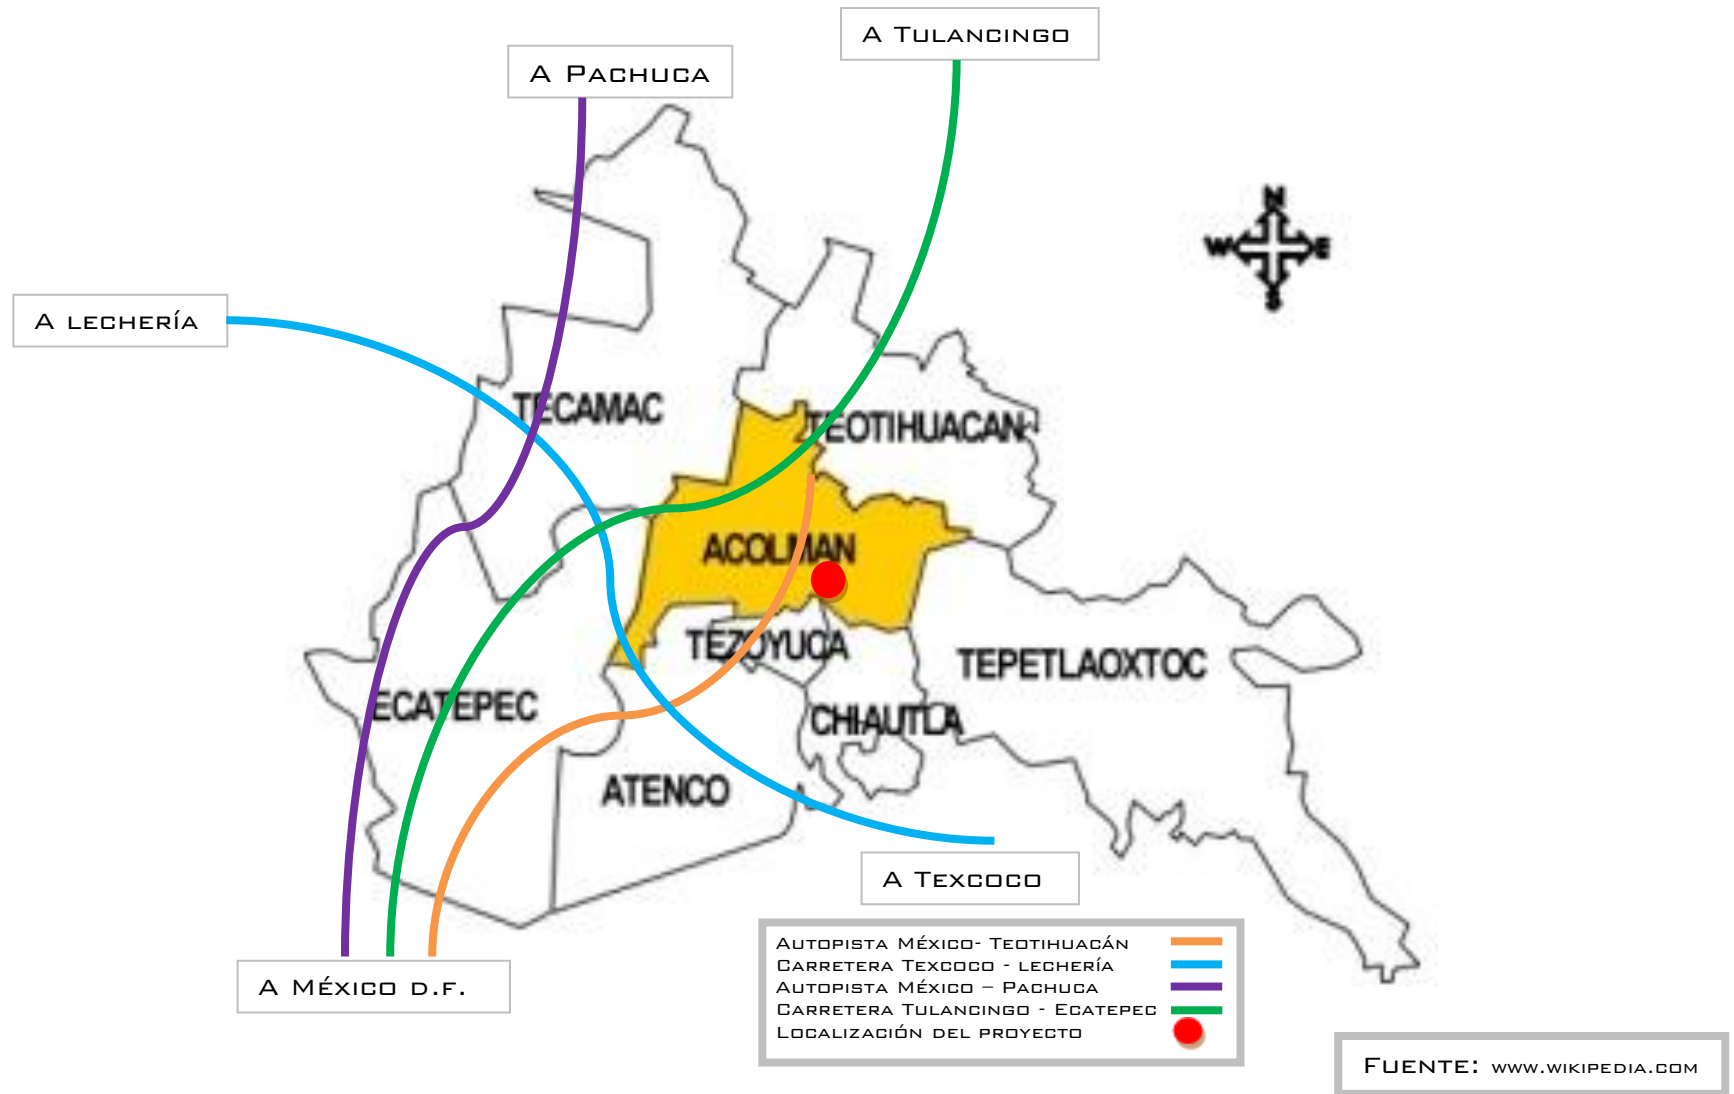 A Tulancingo
A Pachuca
N
W E
S
A lechería
TECAMAC
TEOTIHUACAN
ACOLMAN
TEZOYUCA
TEPETLAOXTOC
ECATEPEC
CHIAUTLA
ATENCO
A Texcoco
Autopista México- Teotihuacán
Carretera Texcoco - lechería
Autopista México – Pachuca
Carretera Tulancingo - Ecatepec
Localización del proyecto
A México d.f.
Fuente: www.wikipedia.com